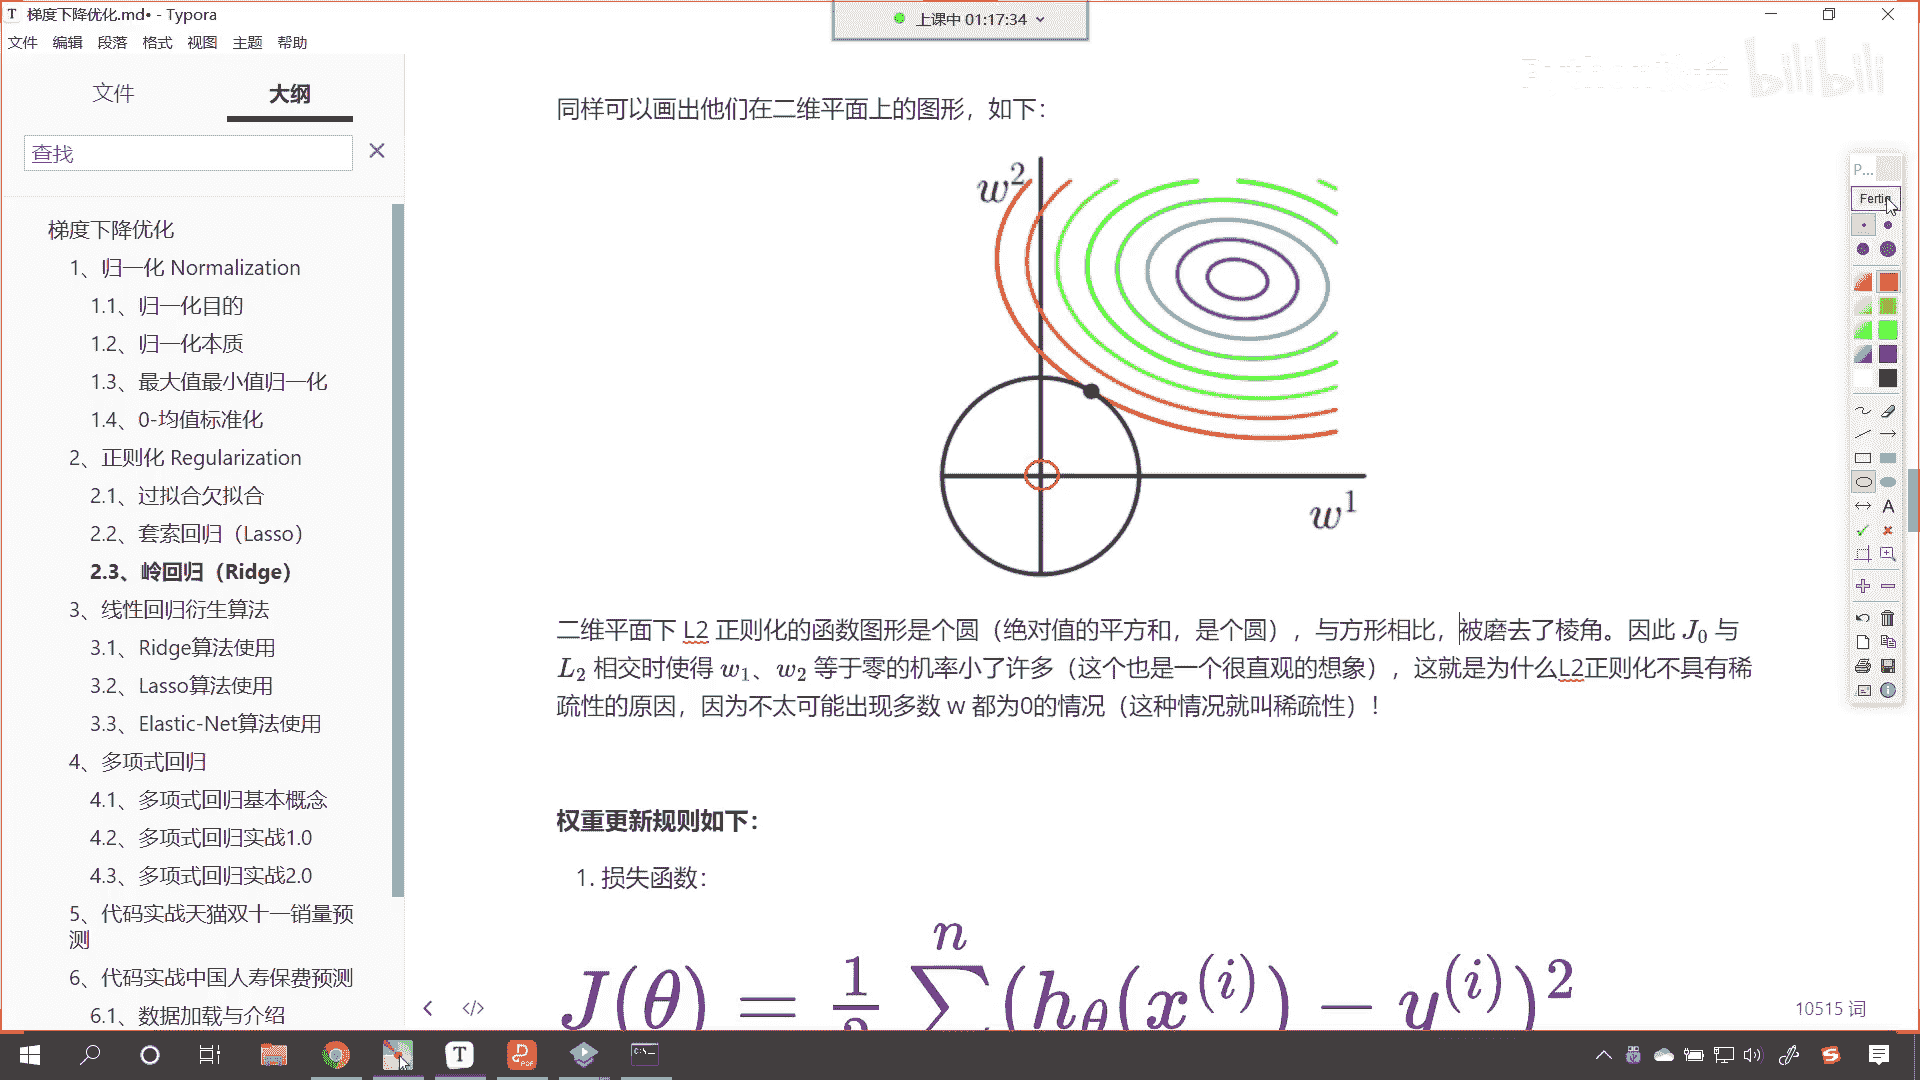 梯度下降优化.md• - Typora
上课中 01:17:34
文件 编辑 段落 格式 视图 主题 帮助
bilibili
文件 大纲
查找
梯度下降优化
1、归一化 Normalization
1.1、归一化目的
1.2、归一化本质
1.3、最大值最小值归一化
1.4、0-均值标准化
2、正则化 Regularization
2.1、过拟合欠拟合
2.2、套索回归（Lasso）
2.3、岭回归（Ridge）
3、线性回归衍生算法
3.1、Ridge算法使用
3.2、Lasso算法使用
3.3、Elastic-Net算法使用
4、多项式回归
4.1、多项式回归基本概念
4.2、多项式回归实战1.0
4.3、多项式回归实战2.0
5、代码实战天猫双十一销量预
测
6、代码实战中国人寿保费预测
6.1、数据加载与介绍
同样可以画出他们在二维平面上的图形，如下：
w²
w¹
二维平面下 L2 正则化的函数图形是个圆（绝对值的平方和，是个圆），与方形相比，被磨去了棱角。因此 J₀ 与
L₂ 相交时使得 w₁、w₂ 等于零的机率小了许多（这个也是一个很直观的想象），这就是为什么L2正则化不具有稀
疏性的原因，因为不太可能出现多数 w 都为0的情况（这种情况就叫稀疏性）！
权重更新规则如下：
1. 损失函数：
n
J(θ) = 1/2 ∑(h_θ(x^(i)) − y^(i))²
10515 词
P...
Fertig
A